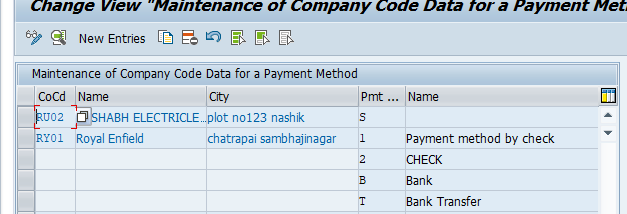 Change View "Maintenance of Company Code Data for a Payment Met
New Entries
Maintenance of Company Code Data for a Payment Method
CoCd Name City Pmt ... Name
RU02 SHABH ELECTRICLE... plot no123 nashik S
RY01 Royal Enfield chatrapai sambhajinagar 1 Payment method by check
2 CHECK
B Bank
T Bank Transfer